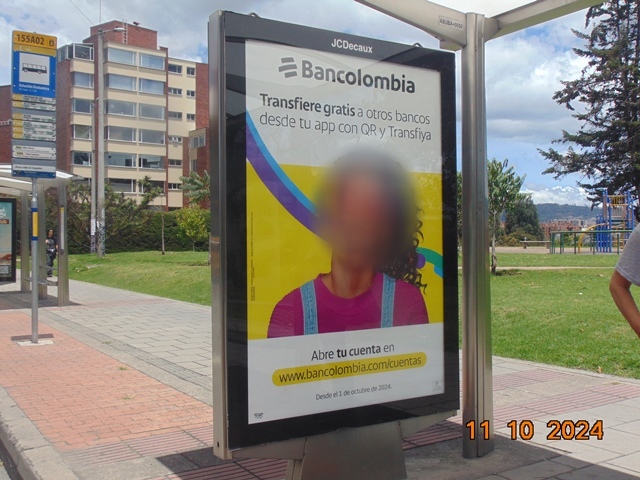 155A02
JCDecaux
Bancolombia
Transfiere gratis a otros bancos
desde tu app con QR y Transfiya
Abre tu cuenta en
www.bancolombia.com/cuentas
Desde el 1 de octubre de 2024.
11 10 2024